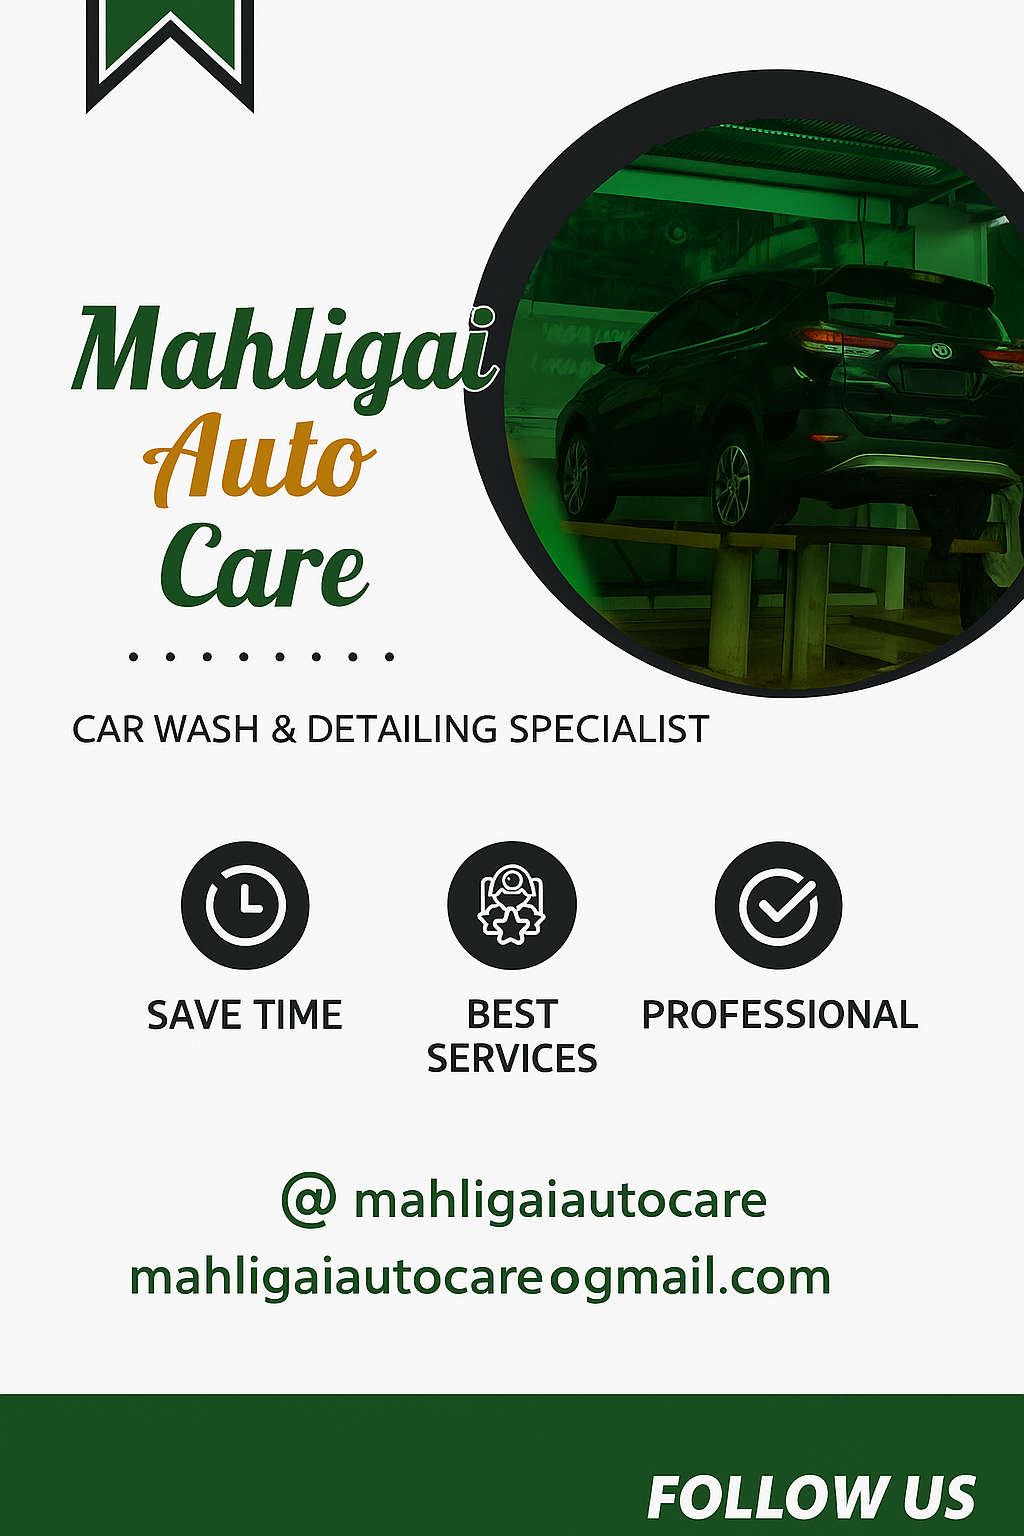 Mahligai
Auto
Care
CAR WASH & DETAILING SPECIALIST
SAVE TIME
BEST
SERVICES
PROFESSIONAL
@ mahligaiautocare
mahligaiautocareogmail.com
FOLLOW US